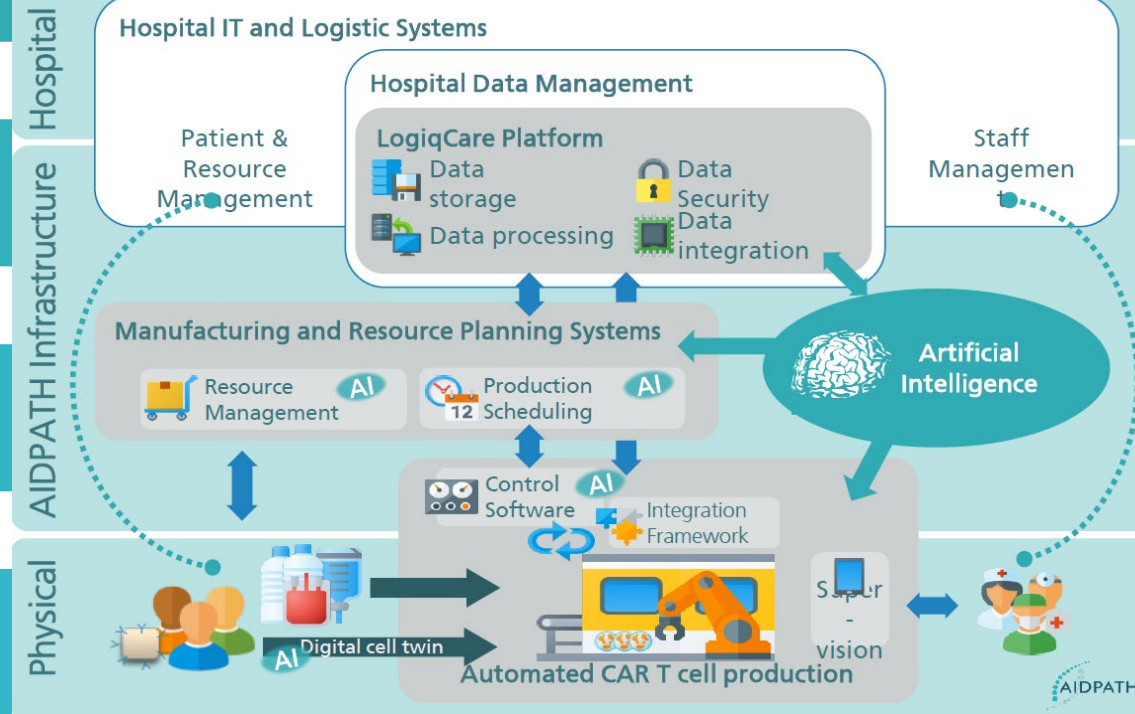 Hospital
AIDPATH Infrastructure
Physical
Hospital IT and Logistic Systems
Hospital Data Management
Patient &
Resource
Management
LogiqCare Platform
Data
storage
Data
Security
Data processing
Data
integration
Staff
Managemen
t
Manufacturing and Resource Planning Systems
Resource
Management
AI
Production
Scheduling
AI
12
Artificial
Intelligence
Control
Software
AI
Integration
Framework
Super
-
vision
Digital cell twin
AI
Automated CAR T cell production
AIDPATH